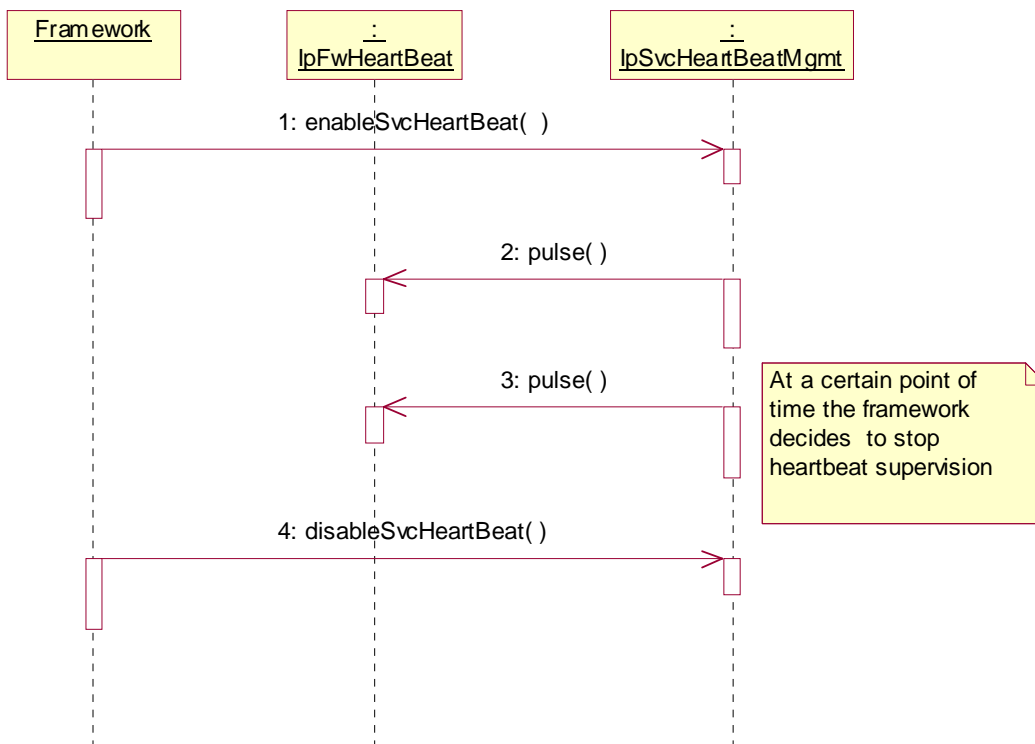 Framework
:
IpFwHeartBeat
:
IpSvcHeartBeatMgmt
1: enableSvcHeartBeat( )
2: pulse( )
3: pulse( )
At a certain point of
time the framework
decides to stop
heartbeat supervision
4: disableSvcHeartBeat( )